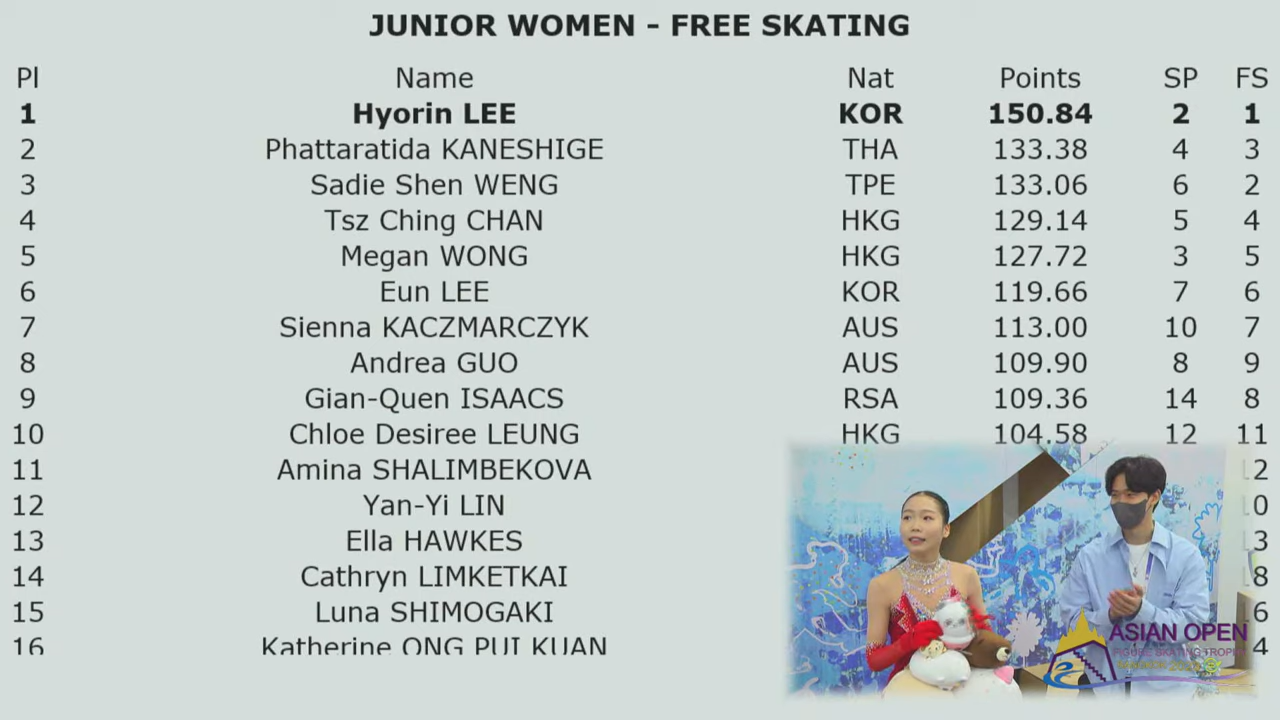 JUNIOR WOMEN - FREE SKATING
Pl Name Nat Points SP FS
1 Hyorin LEE KOR 150.84 2 1
2 Phattaratida KANESHIGE THA 133.38 4 3
3 Sadie Shen WENG TPE 133.06 6 2
4 Tsz Ching CHAN HKG 129.14 5 4
5 Megan WONG HKG 127.72 3 5
6 Eun LEE KOR 119.66 7 6
7 Sienna KACZMARCZYK AUS 113.00 10 7
8 Andrea GUO AUS 109.90 8 9
9 Gian-Quen ISAACS RSA 109.36 14 8
10 Chloe Desiree LEUNG HKG 104.58 12 11
11 Amina SHALIMBEKOVA
12 Yan-Yi LIN
13 Ella HAWKES
14 Cathryn LIMKETKAI
15 Luna SHIMOGAKI
16 Katherine ONG PUI KUAN
ASIAN OPEN
FIGURE SKATING TROPHY